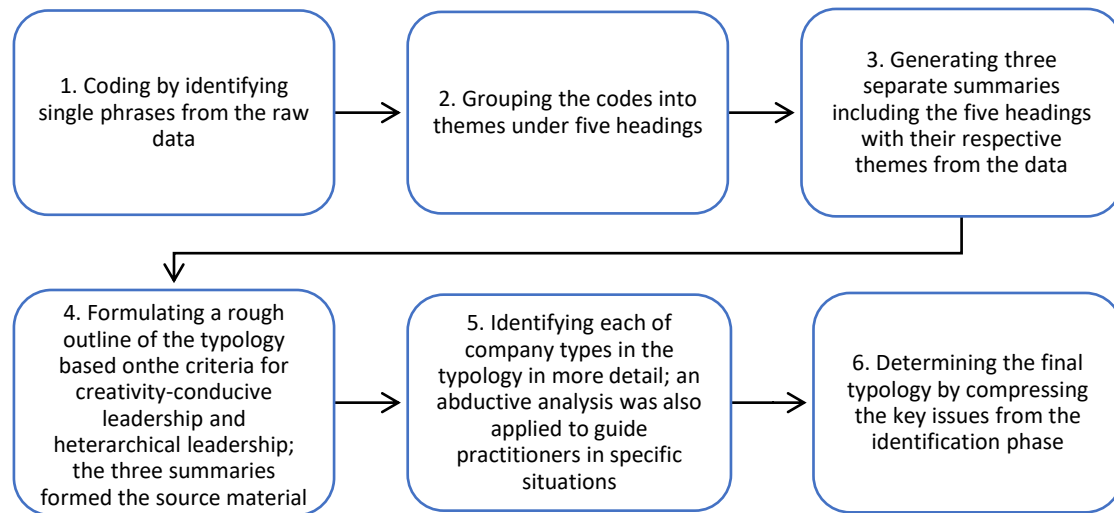 1. Coding by identifying
single phrases from the raw
data
2. Grouping the codes into
themes under five headings
3. Generating three
separate summaries
including the five headings
with their respective
themes from the data
4. Formulating a rough
outline of the typology
based onthe criteria for
creativity-conducive
leadership and
heterarchical leadership;
the three summaries
formed the source material
5. Identifying each of
company types in the
typology in more detail; an
abductive analysis was also
applied to guide
practitioners in specific
situations
6. Determining the final
typology by compressing
the key issues from the
identification phase